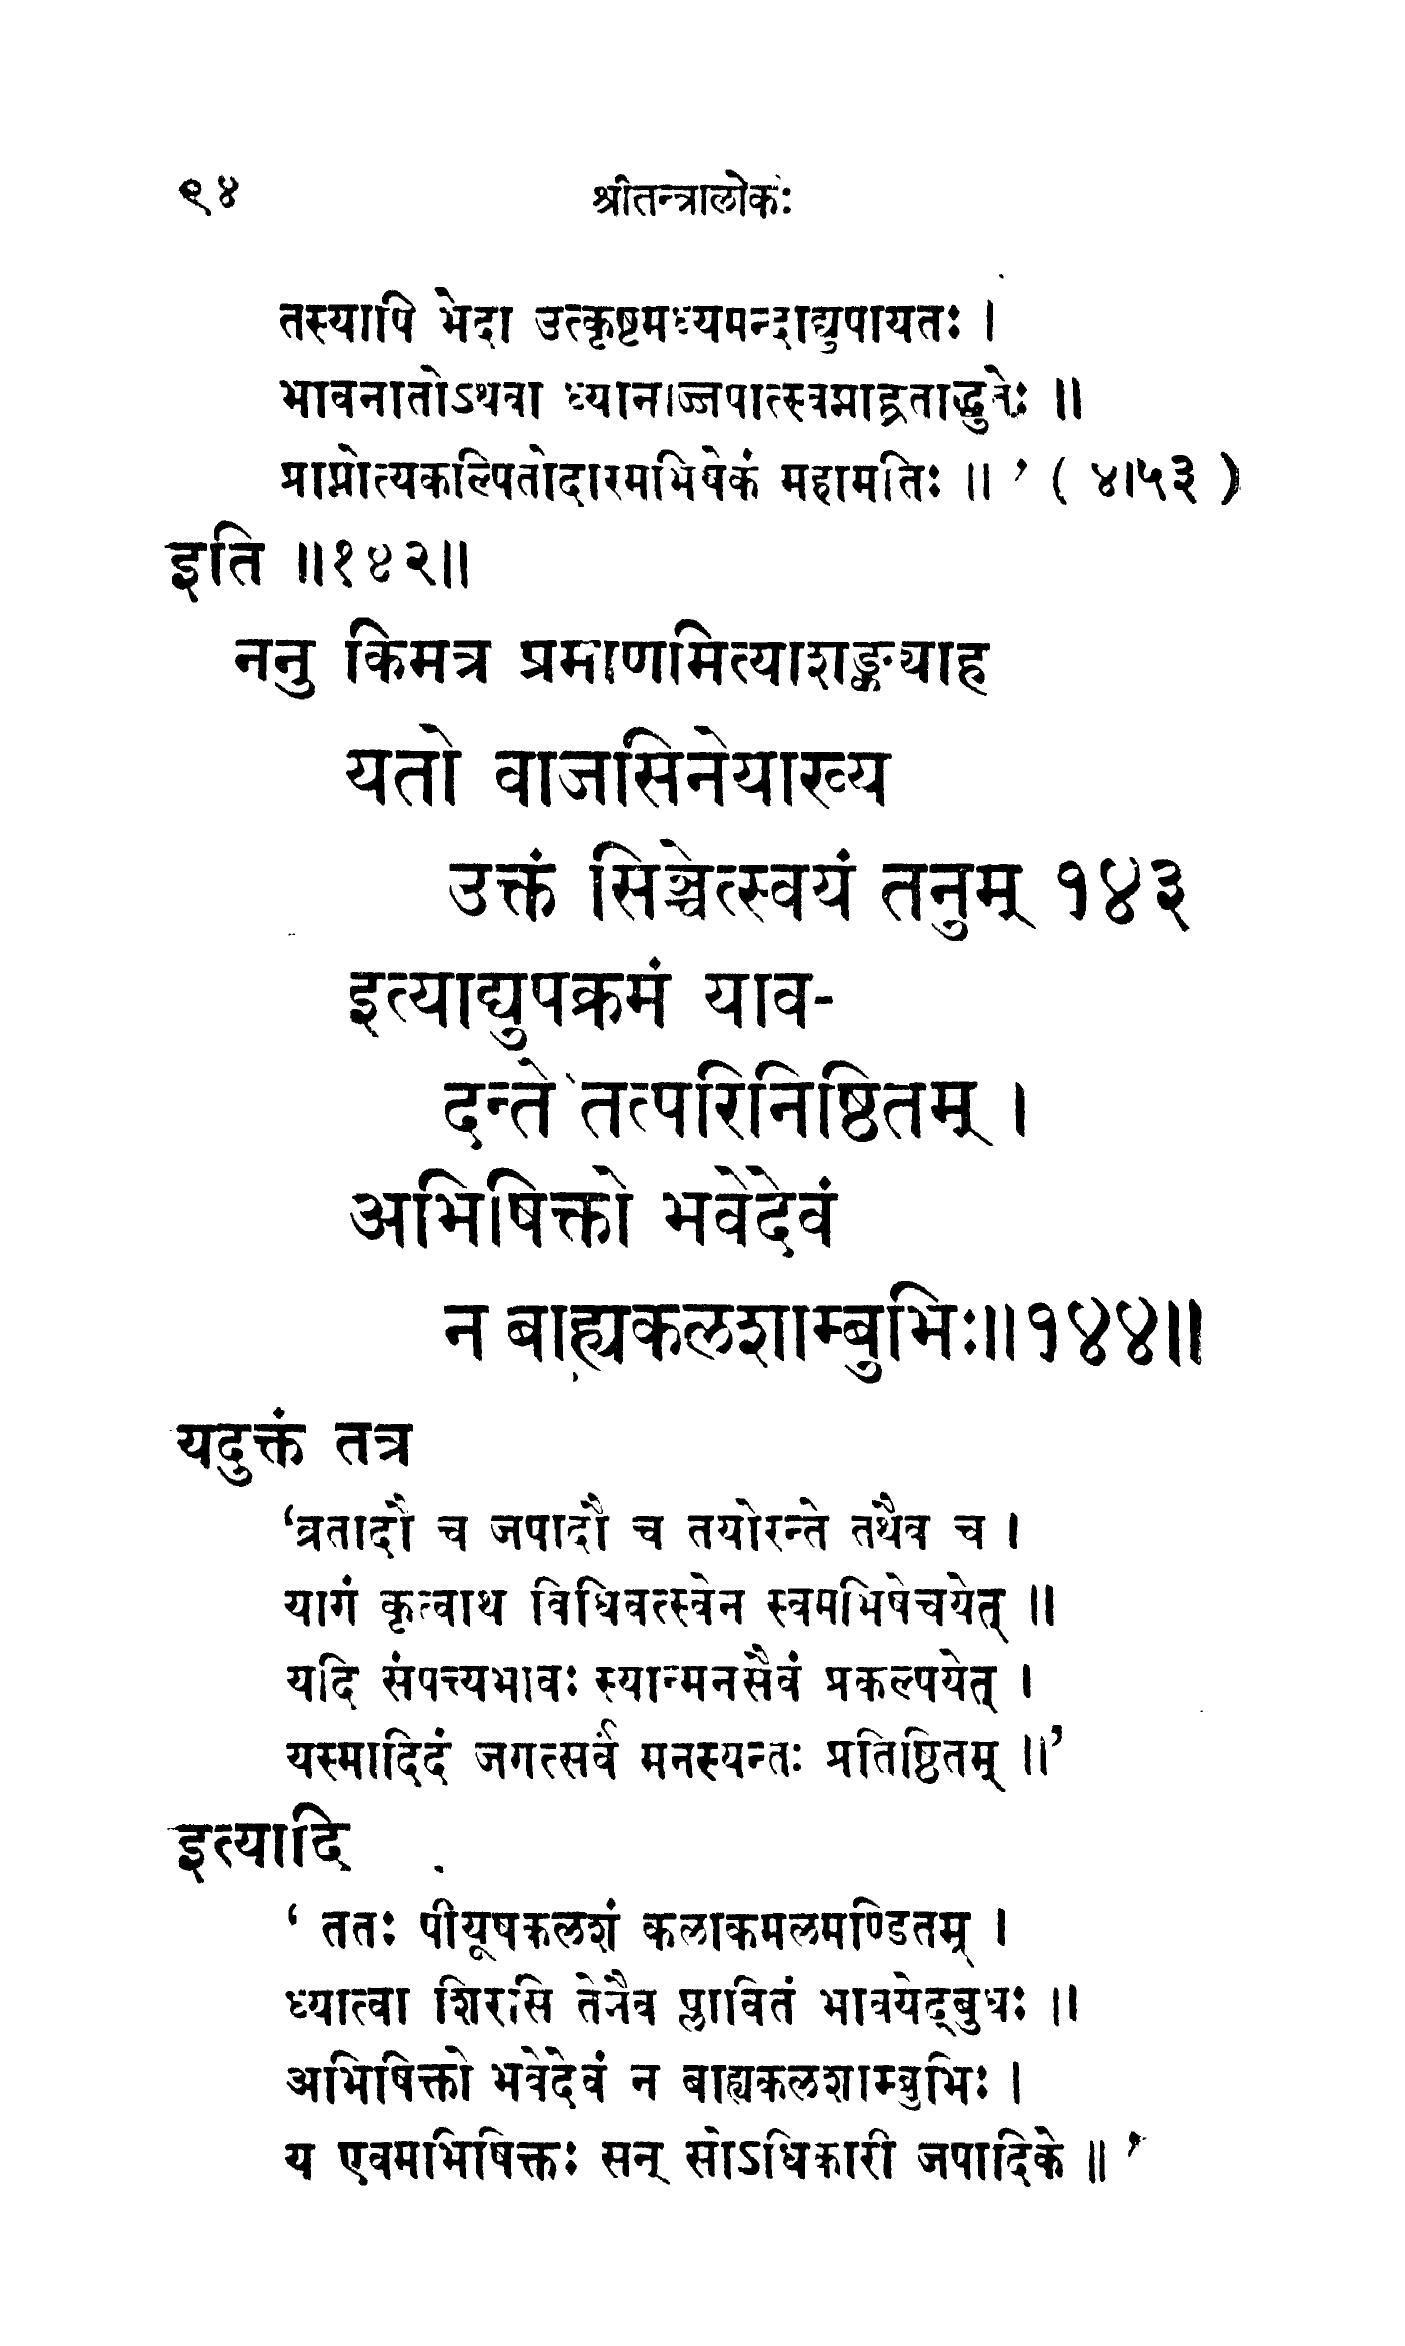 ९४ श्रीतन्त्रालोकः
तस्यापि भेदा उत्कृष्टमध्यमन्दाद्युपायतः ।
भावनातोऽथवा ध्यानाज्जपात्स्वप्नाद्व्रताद्धुतेः ॥
प्राप्नोत्यकल्पितोदारमभिषेकं महामतिः ॥ ’ ( ४।५३ )
इति ॥१४२॥
ननु किमत्र प्रमाणमित्याशङ्कयाह
यतो वाजसिनेयाख्य
उक्तं सिञ्चेत्स्वयं तनुम् १४३
इत्याद्युपक्रमं याव-
दन्ते तत्परिनिष्ठितम् ।
अभिषिक्तो भवेदेवं
न बाह्यकलशाम्बुभिः॥१४४॥
यदुक्तं तत्र
‘व्रतादौ च जपादौ च तयोरन्ते तथैव च ।
यागं कृत्वाथ विधिवत्स्वेन स्वमभिषेचयेत् ॥
यदि संपत्त्यभावः स्यान्मनसैवं प्रकल्पयेत् ।
यस्मादिदं जगत्सर्वं मनस्यन्तः प्रतिष्ठितम् ॥’
इत्यादि
‘ ततः पीयूषकलशं कलाकमलमण्डितम् ।
ध्यात्वा शिरसि तेनैव प्लावितं भावयेद्बुधः ॥
अभिषिक्तो भवेदेवं न बाह्यकलशाम्बुभिः ।
य एवमभिषिक्तः सन् सोऽधिकारी जपादिके ॥ ’